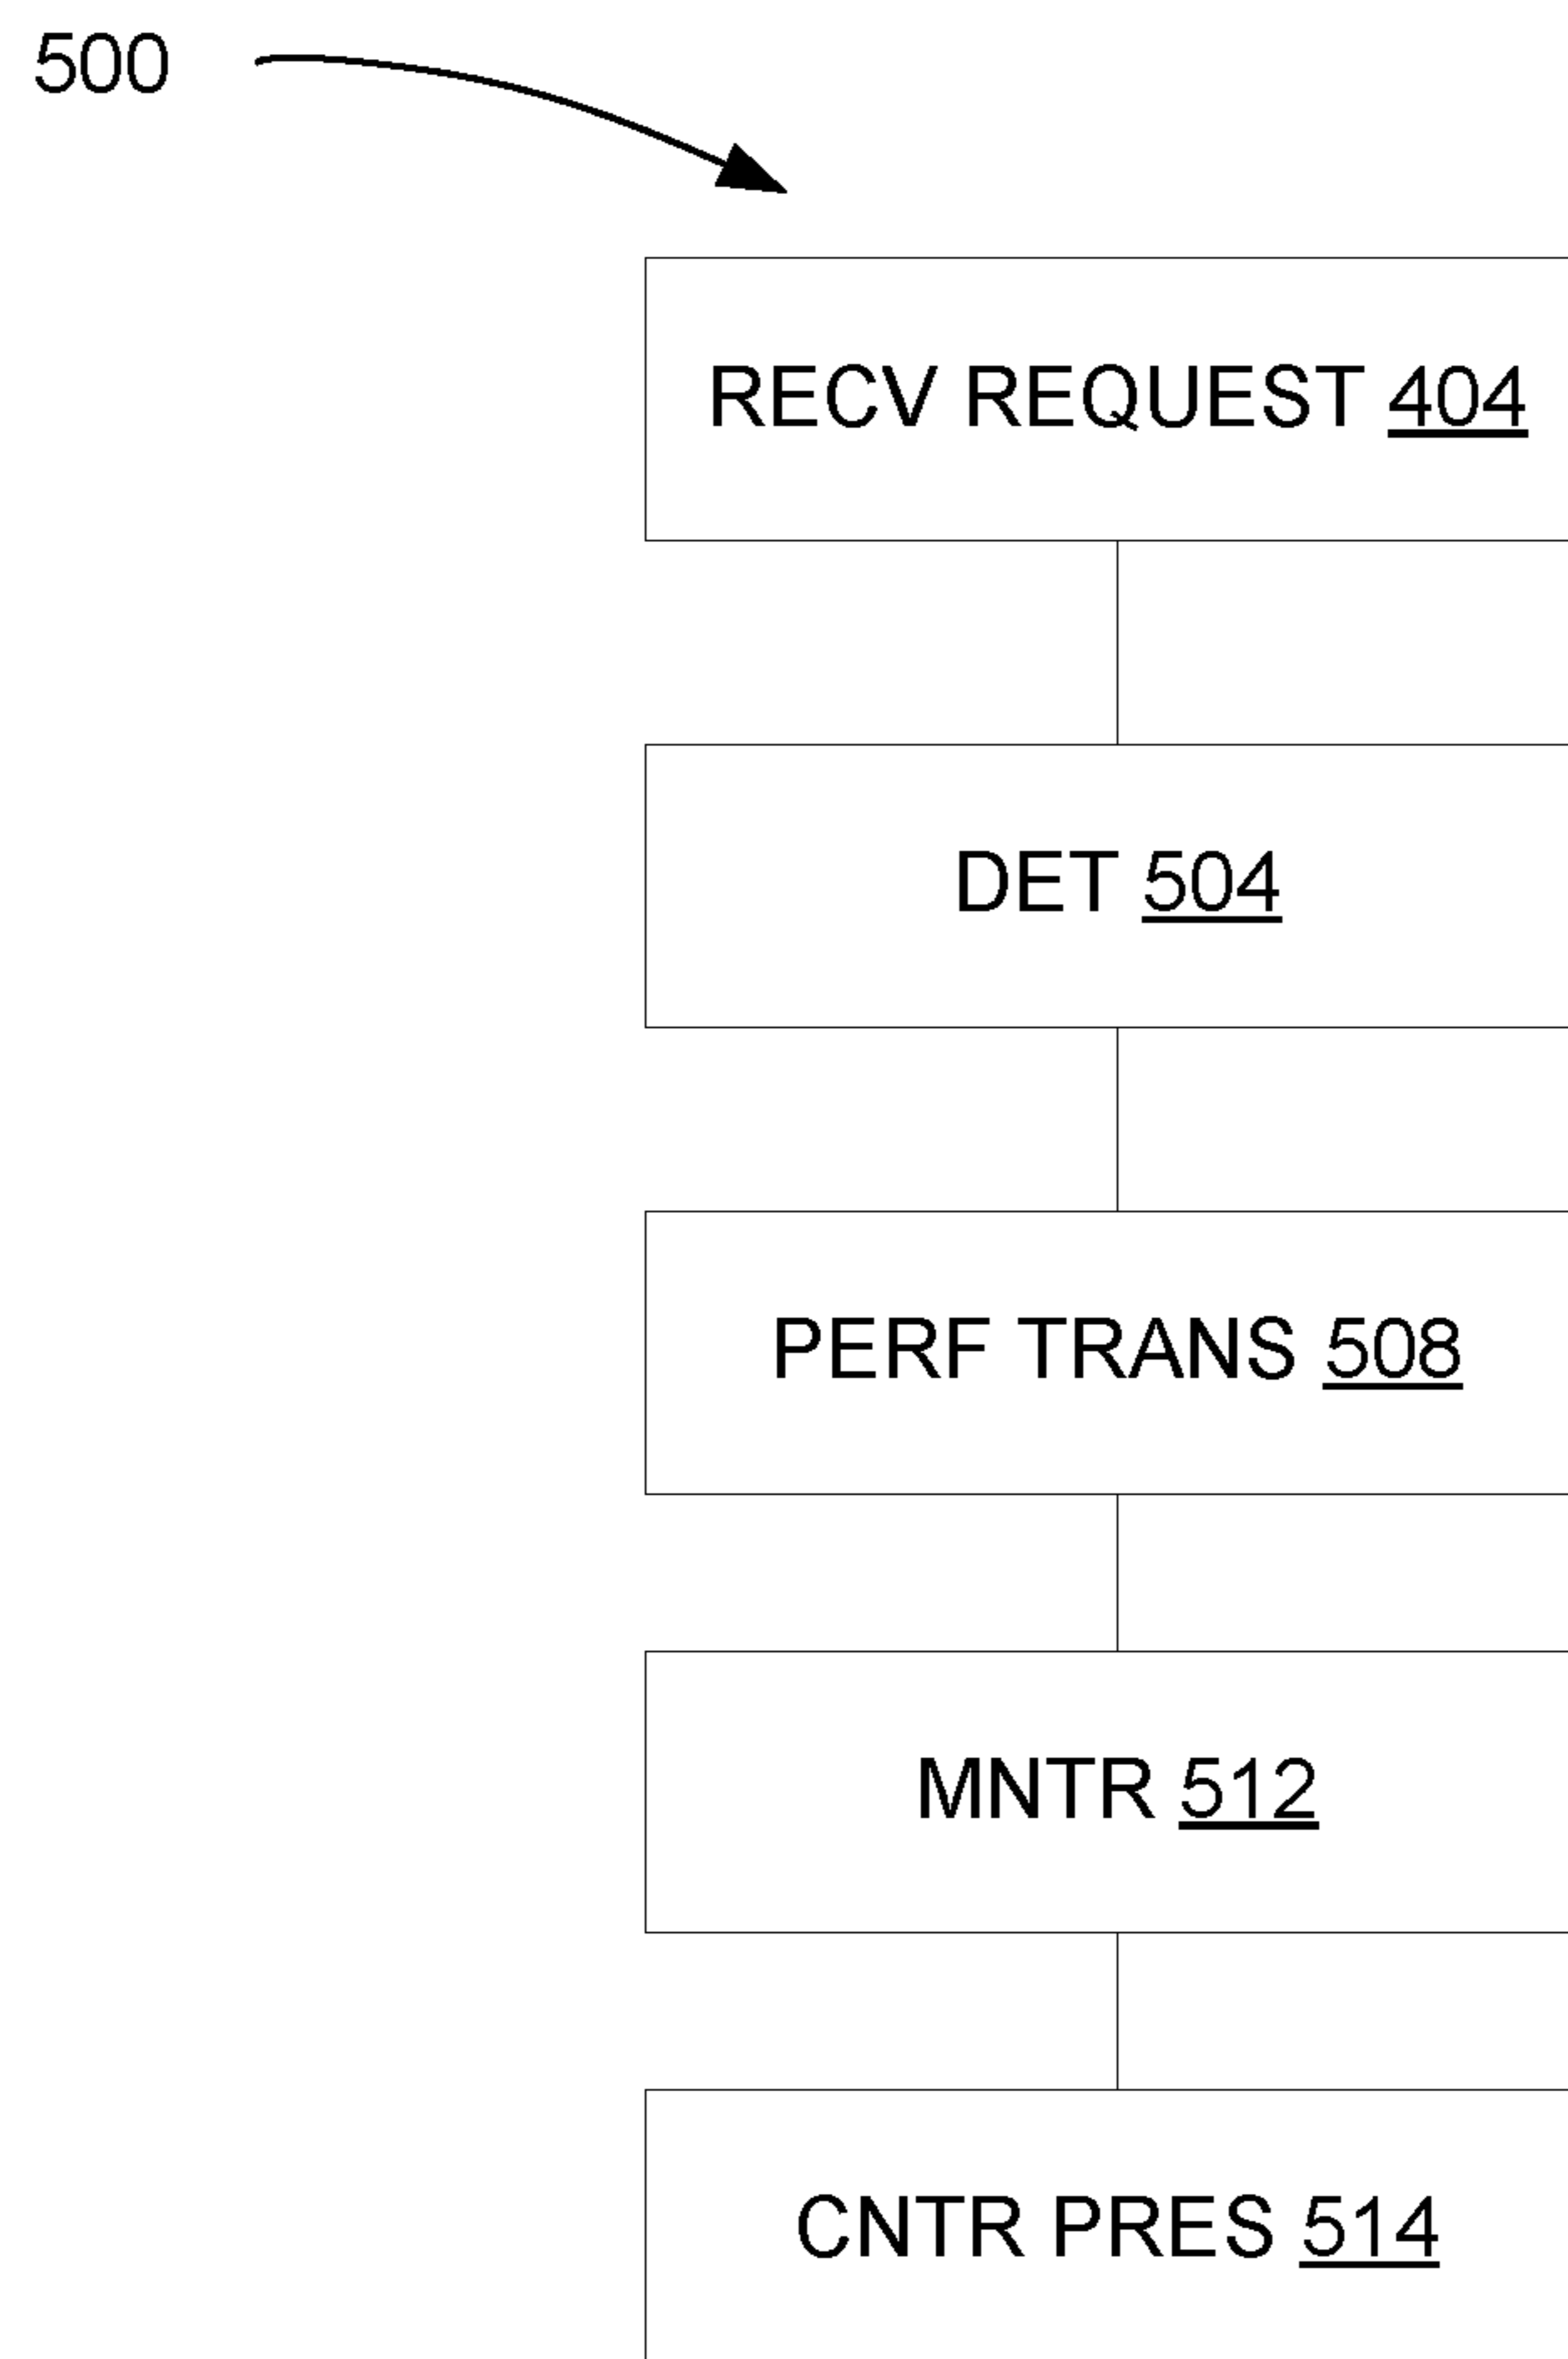 500
RECV REQUEST 404
DET 504
PERF TRANS 508
MNTR 512
CNTR PRES 514